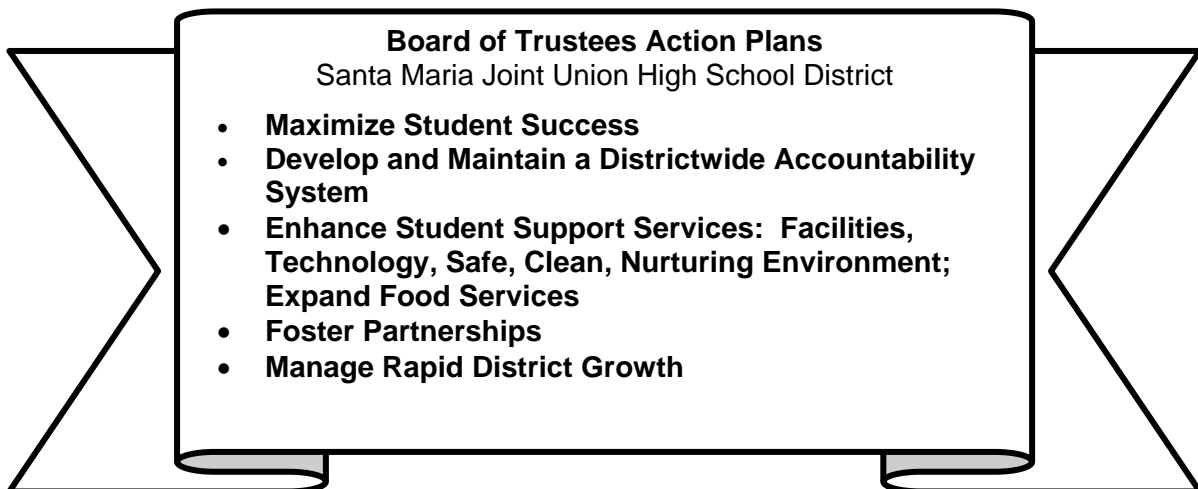 Board of Trustees Action Plans
Santa Maria Joint Union High School District
• Maximize Student Success
• Develop and Maintain a Districtwide Accountability
System
• Enhance Student Support Services:  Facilities,
Technology, Safe, Clean, Nurturing Environment;
Expand Food Services
• Foster Partnerships
• Manage Rapid District Growth